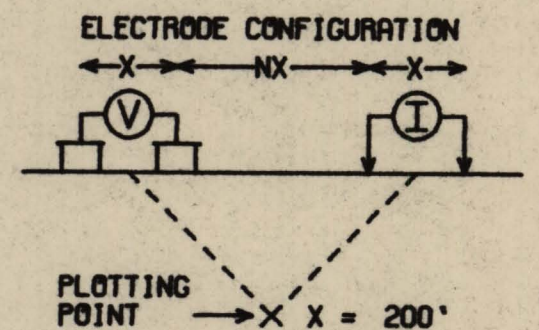 ELECTRODE CONFIGURATION
X NX X
V I
PLOTTING
POINT X X = 200'